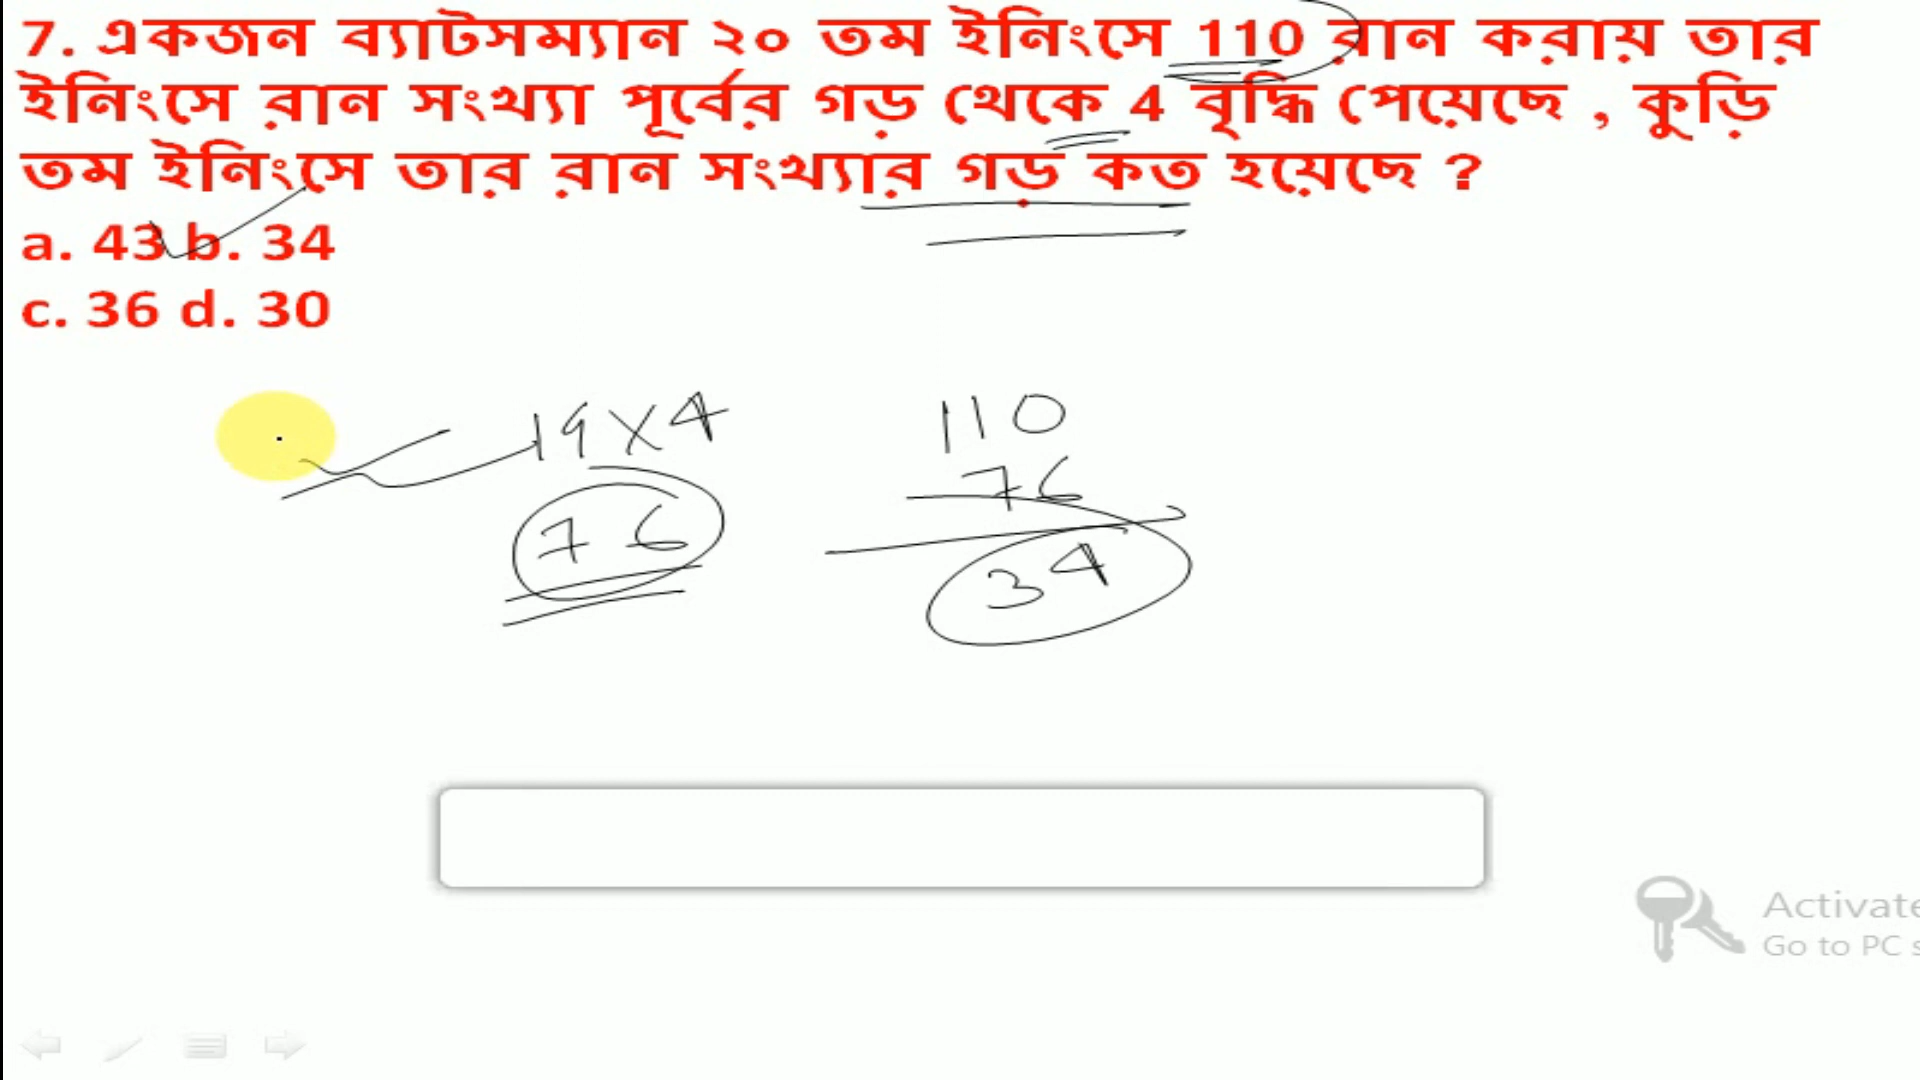 7. একজন ব্যাটসম্যান ২০ তম ইনিংসে 110 রান করায় তার
ইনিংসে রান সংখ্যা পূর্বের গড় থেকে 4 বৃদ্ধি পেয়েছে , কুড়ি
তম ইনিংসে তার রান সংখ্যার গড় কত হয়েছে ?
a. 43 b. 34
c. 36 d. 30
19 X 4
76
110
76
34
Activate
Go to PC s